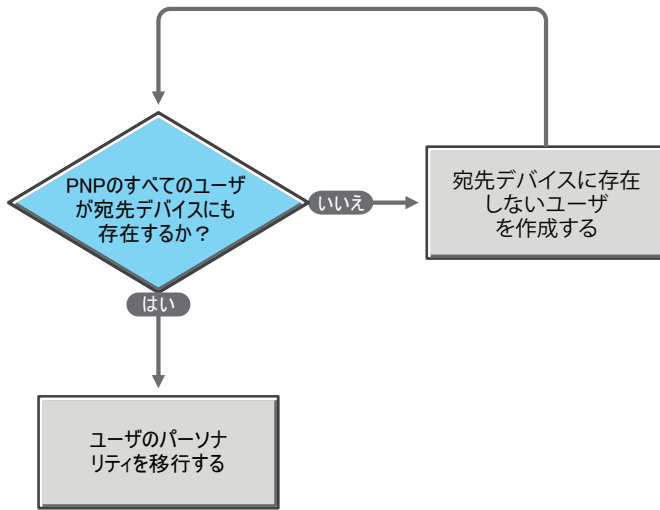 PNPのすべてのユーザ
が宛先デバイスにも
存在するか？
いいえ
宛先デバイスに存在
しないユーザ
を作成する
はい
ユーザのパーソナ
リティを移行する